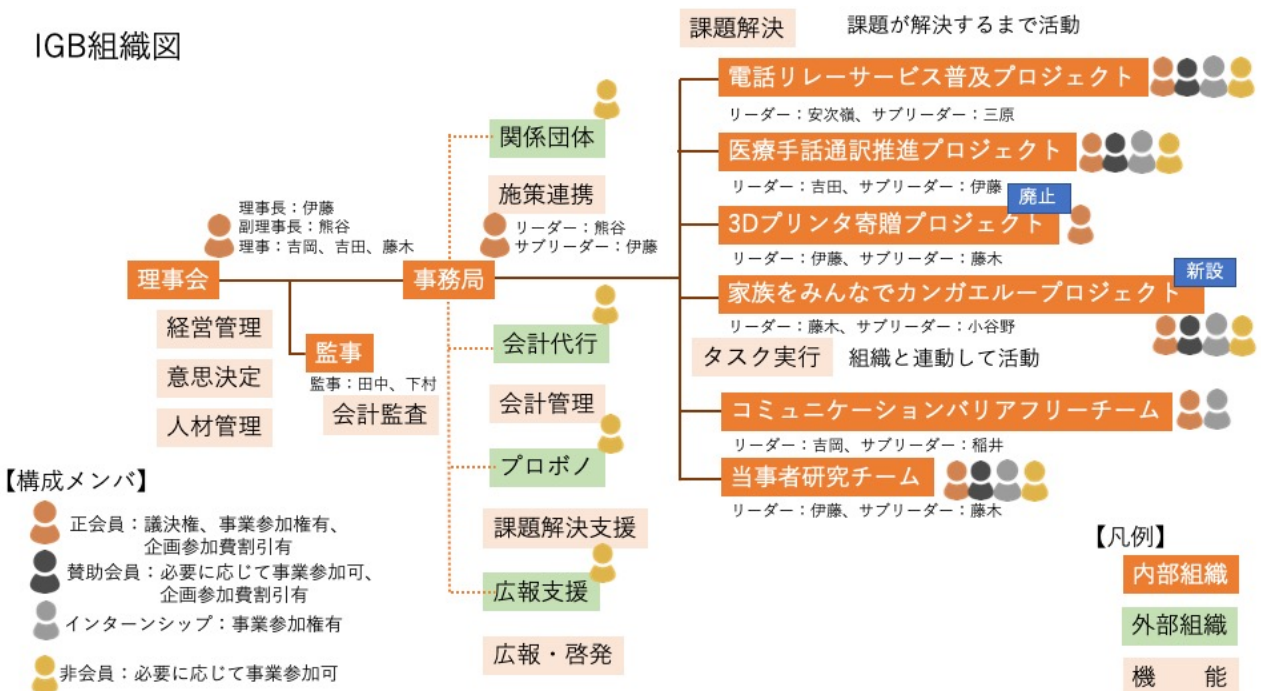 IGB組織図
理事長：伊藤
副理事長：熊谷
理事：吉岡、吉田、藤木
理事会
経営管理
意思決定
人材管理
監事
監事：田中、下村
会計監査
事務局
リーダー：熊谷
サブリーダー：伊藤
関係団体
施策連携
会計代行
会計管理
プロボノ
課題解決支援
広報支援
広報・啓発
課題解決
課題が解決するまで活動
電話リレーサービス普及プロジェクト
リーダー：安次嶺、サブリーダー：三原
医療手話通訳推進プロジェクト
リーダー：吉田、サブリーダー：伊藤
廃止
3Dプリンタ寄贈プロジェクト
リーダー：伊藤、サブリーダー：藤木
新設
家族をみんなでカンガエループロジェクト
リーダー：藤木、サブリーダー：小谷野
タスク実行
組織と連動して活動
コミュニケーションバリアフリーチーム
リーダー：吉岡、サブリーダー：稲井
当事者研究チーム
リーダー：伊藤、サブリーダー：藤木
【構成メンバ】
正会員：議決権、事業参加権有、
企画参加費割引有
賛助会員：必要に応じて事業参加可、
企画参加費割引有
インターンシップ：事業参加権有
非会員：必要に応じて事業参加可
【凡例】
内部組織
外部組織
機　能